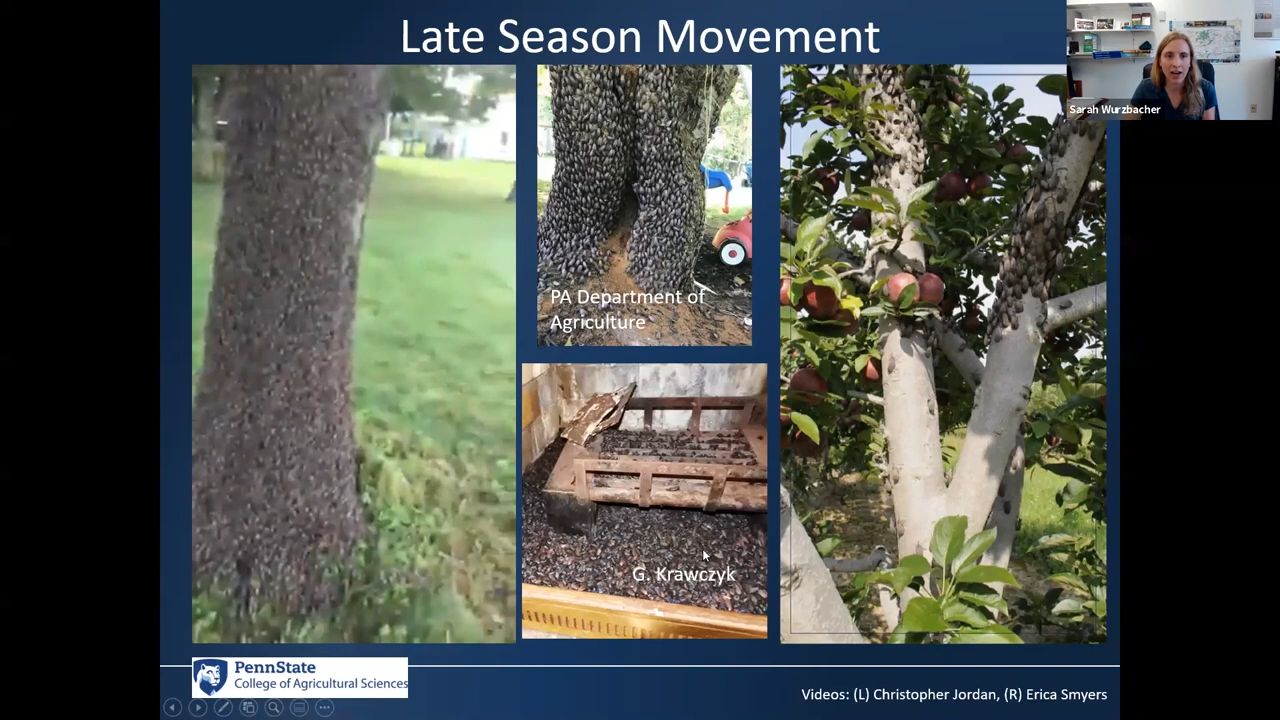 Late Season Movement
Sarah Wurzbacher
PA Department of
Agriculture
G. Krawczyk
PennState
College of Agricultural Sciences
Videos: (L) Christopher Jordan, (R) Erica Smyers